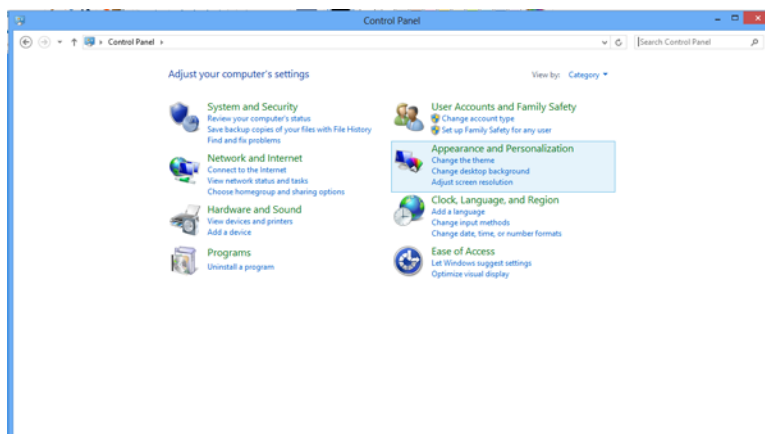 Control Panel
Control Panel
Search Control Panel
Adjust your computer's settings
View by: Category
System and Security
Review your computer's status
Save backup copies of your files with File History
Find and fix problems
Network and Internet
Connect to the Internet
View network status and tasks
Choose homegroup and sharing options
Hardware and Sound
View devices and printers
Add a device
Programs
Uninstall a program
User Accounts and Family Safety
Change account type
Set up Family Safety for any user
Appearance and Personalization
Change the theme
Change desktop background
Adjust screen resolution
Clock, Language, and Region
Add a language
Change input methods
Change date, time, or number formats
Ease of Access
Let Windows suggest settings
Optimize visual display